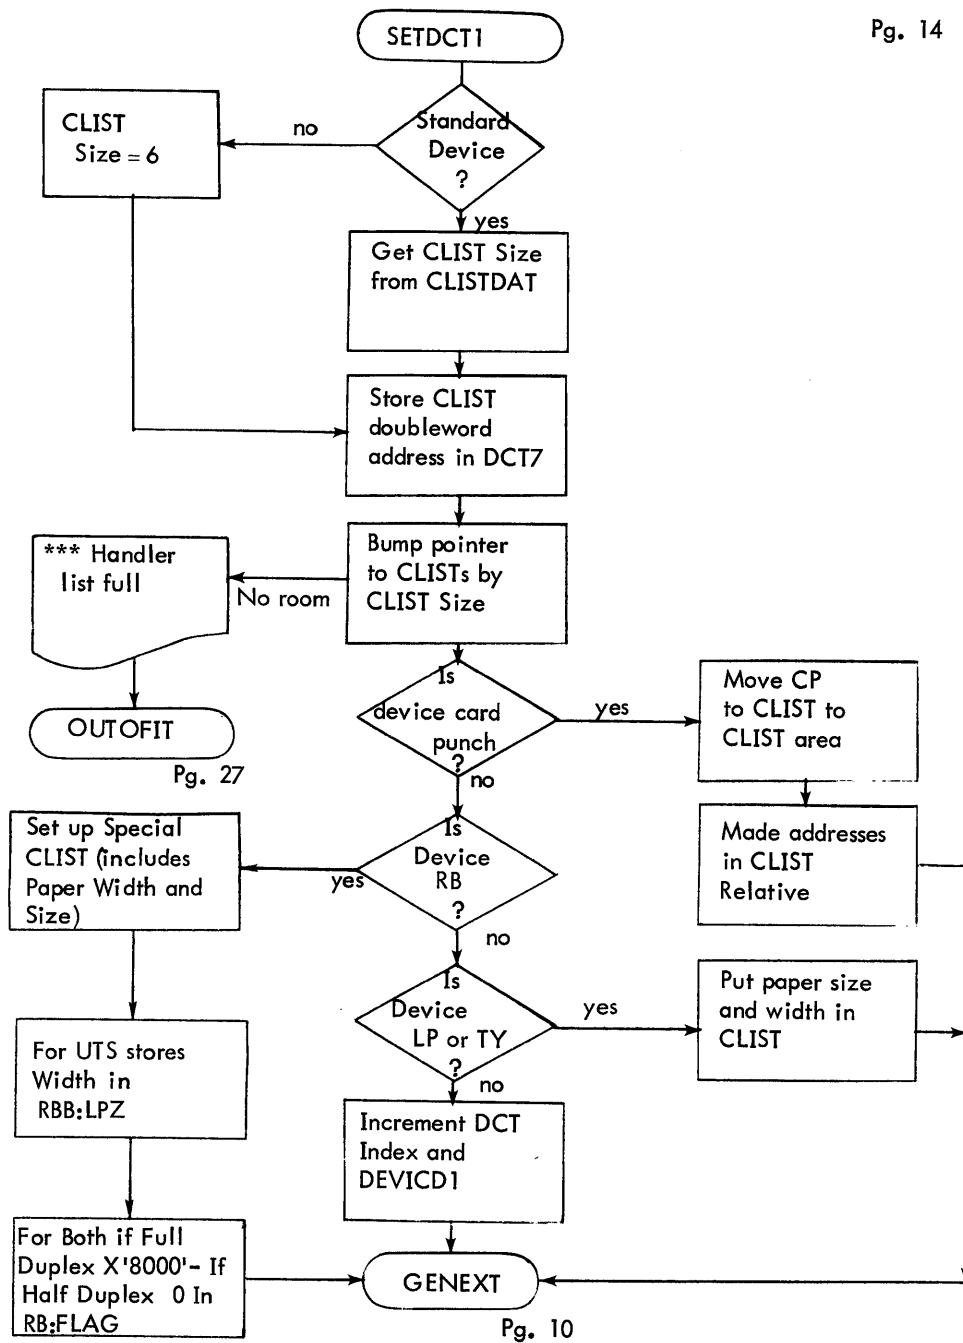 Pg. 14
SETDCT1
Standard
Device
?
no
CLIST
Size = 6
yes
Get CLIST Size
from CLISTDAT
Store CLIST
doubleword
address in DCT7
Bump pointer
to CLISTs by
CLIST Size
No room
*** Handler
list full
OUTOFIT
Pg. 27
Is
device card
punch
?
yes
Move CP
to CLIST to
CLIST area
Made addresses
in CLIST
Relative
no
Is
Device
RB
?
yes
Set up Special
CLIST (includes
Paper Width and
Size)
For UTS stores
Width in
RBB:LPZ
For Both if Full
Duplex X'8000'- If
Half Duplex 0 In
RB:FLAG
no
Is
Device
LP or TY
?
yes
Put paper size
and width in
CLIST
no
Increment DCT
Index and
DEVICD1
GENEXT
Pg. 10